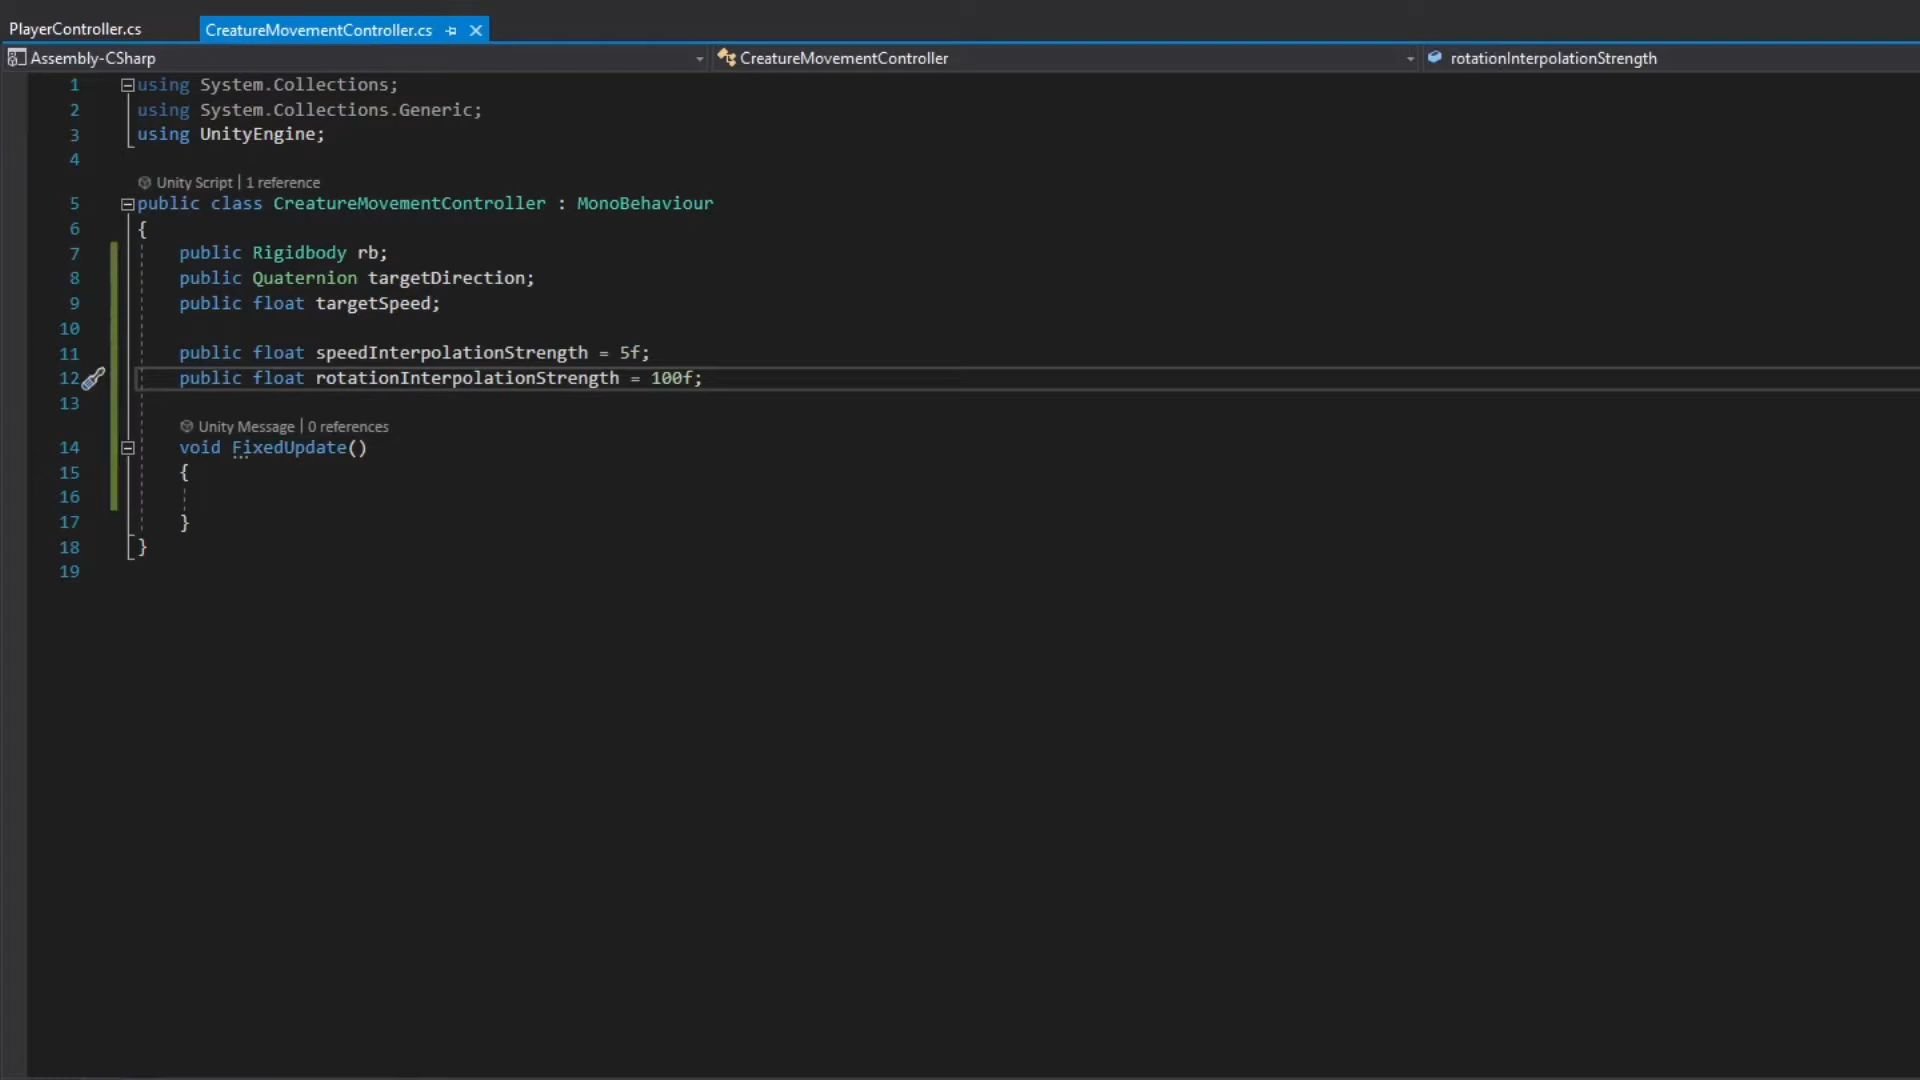 PlayerController.cs
CreatureMovementController.cs
Assembly-CSharp
CreatureMovementController
rotationInterpolationStrength
1 using System.Collections;
2 using System.Collections.Generic;
3 using UnityEngine;
4
Unity Script | 1 reference
5 public class CreatureMovementController : MonoBehaviour
6 {
7 public Rigidbody rb;
8 public Quaternion targetDirection;
9 public float targetSpeed;
10
11 public float speedInterpolationStrength = 5f;
12 public float rotationInterpolationStrength = 100f;
13
Unity Message | 0 references
14 void FixedUpdate()
15 {
16
17 }
18 }
19